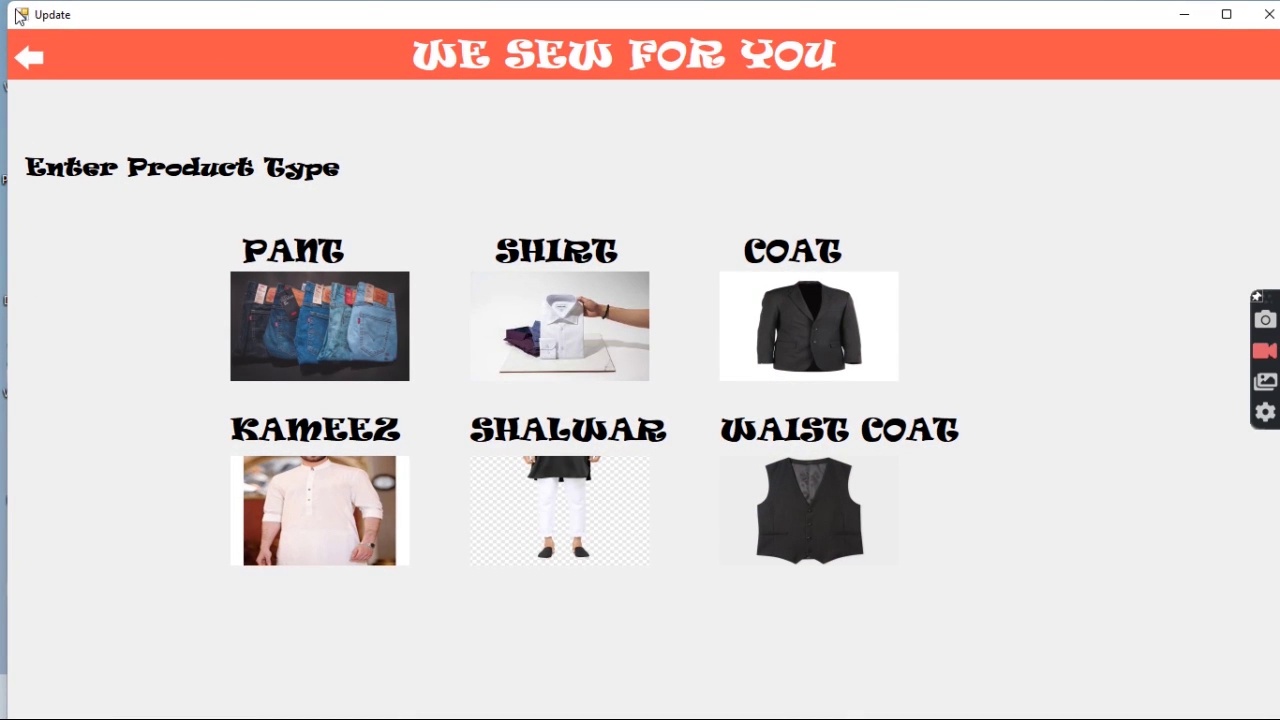 Update
WE SEW FOR YOU
Enter Product Type
PANT SHIRT COAT
KAMEEZ SHALWAR WAIST COAT